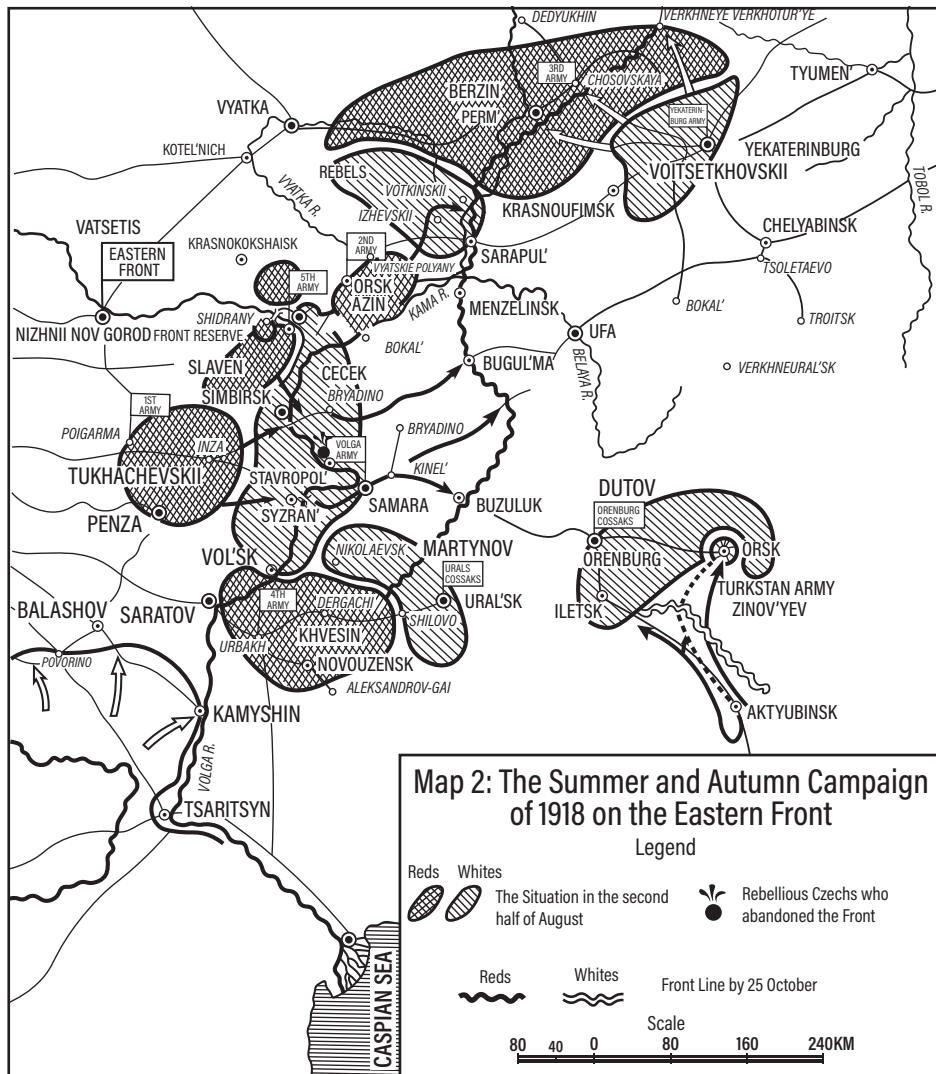 DEDYUKHIN
VERKHNEYE VERKHOTUR'YE
3RD
ARMY
CHOSOVSKAYA
TYUMEN'
BERZIN
PERM'
YEKATERIN-
BURG ARMY
VYATKA
KOTEL'NICH
REBELS
YEKATERINBURG
VOITSETKHOVSKII
VOTKINSKII
VYATKA R.
IZHEVSKII
KRASNOUFIMSK
TOBOL R.
VATSETIS
EASTERN
FRONT
KRASNOKOKSHAISK
2ND
ARMY
SARAPUL'
CHELYABINSK
TSOLETAEVO
VYATSKIE POLYANY
5TH
ARMY
ORSK
AZIN
KAMA R.
MENZELINSK
BOKAL'
TROITSK
NIZHNII NOV GOROD
SHIDRANY
FRONT RESERVE
BOKAL'
UFA
BELAYA R.
SLAVEN
CECEK
BUGUL'MA
VERKHNEURAL'SK
SIMBIRSK
BRYADINO
1ST
ARMY
POIGARMA
INZA
VOLGA
ARMY
BRYADINO
TUKHACHEVSKII
STAVROPOL'
KINEL'
PENZA
SYZRAN'
SAMARA
BUZULUK
DUTOV
ORENBURG
COSSAKS
ORENBURG
ORSK
VOL'SK
NIKOLAEVSK
MARTYNOV
URALS
COSSAKS
TURKSTAN ARMY
ZINOV'YEV
BALASHOV
SARATOV
4TH
ARMY
DERGACHI
URAL'SK
ILETSK
SHILOVO
KHVESIN
URBAKH
POVORINO
NOVOUZENSK
ALEKSANDROV-GAI
KAMYSHIN
AKTYUBINSK
VOLGA R.
TSARITSYN
CASPIAN SEA
Map 2: The Summer and Autumn Campaign
of 1918 on the Eastern Front
Legend
Reds Whites
The Situation in the second
half of August
Rebellious Czechs who
abandoned the Front
Reds Whites
Front Line by 25 October
Scale
80 40 0 80 160 240KM